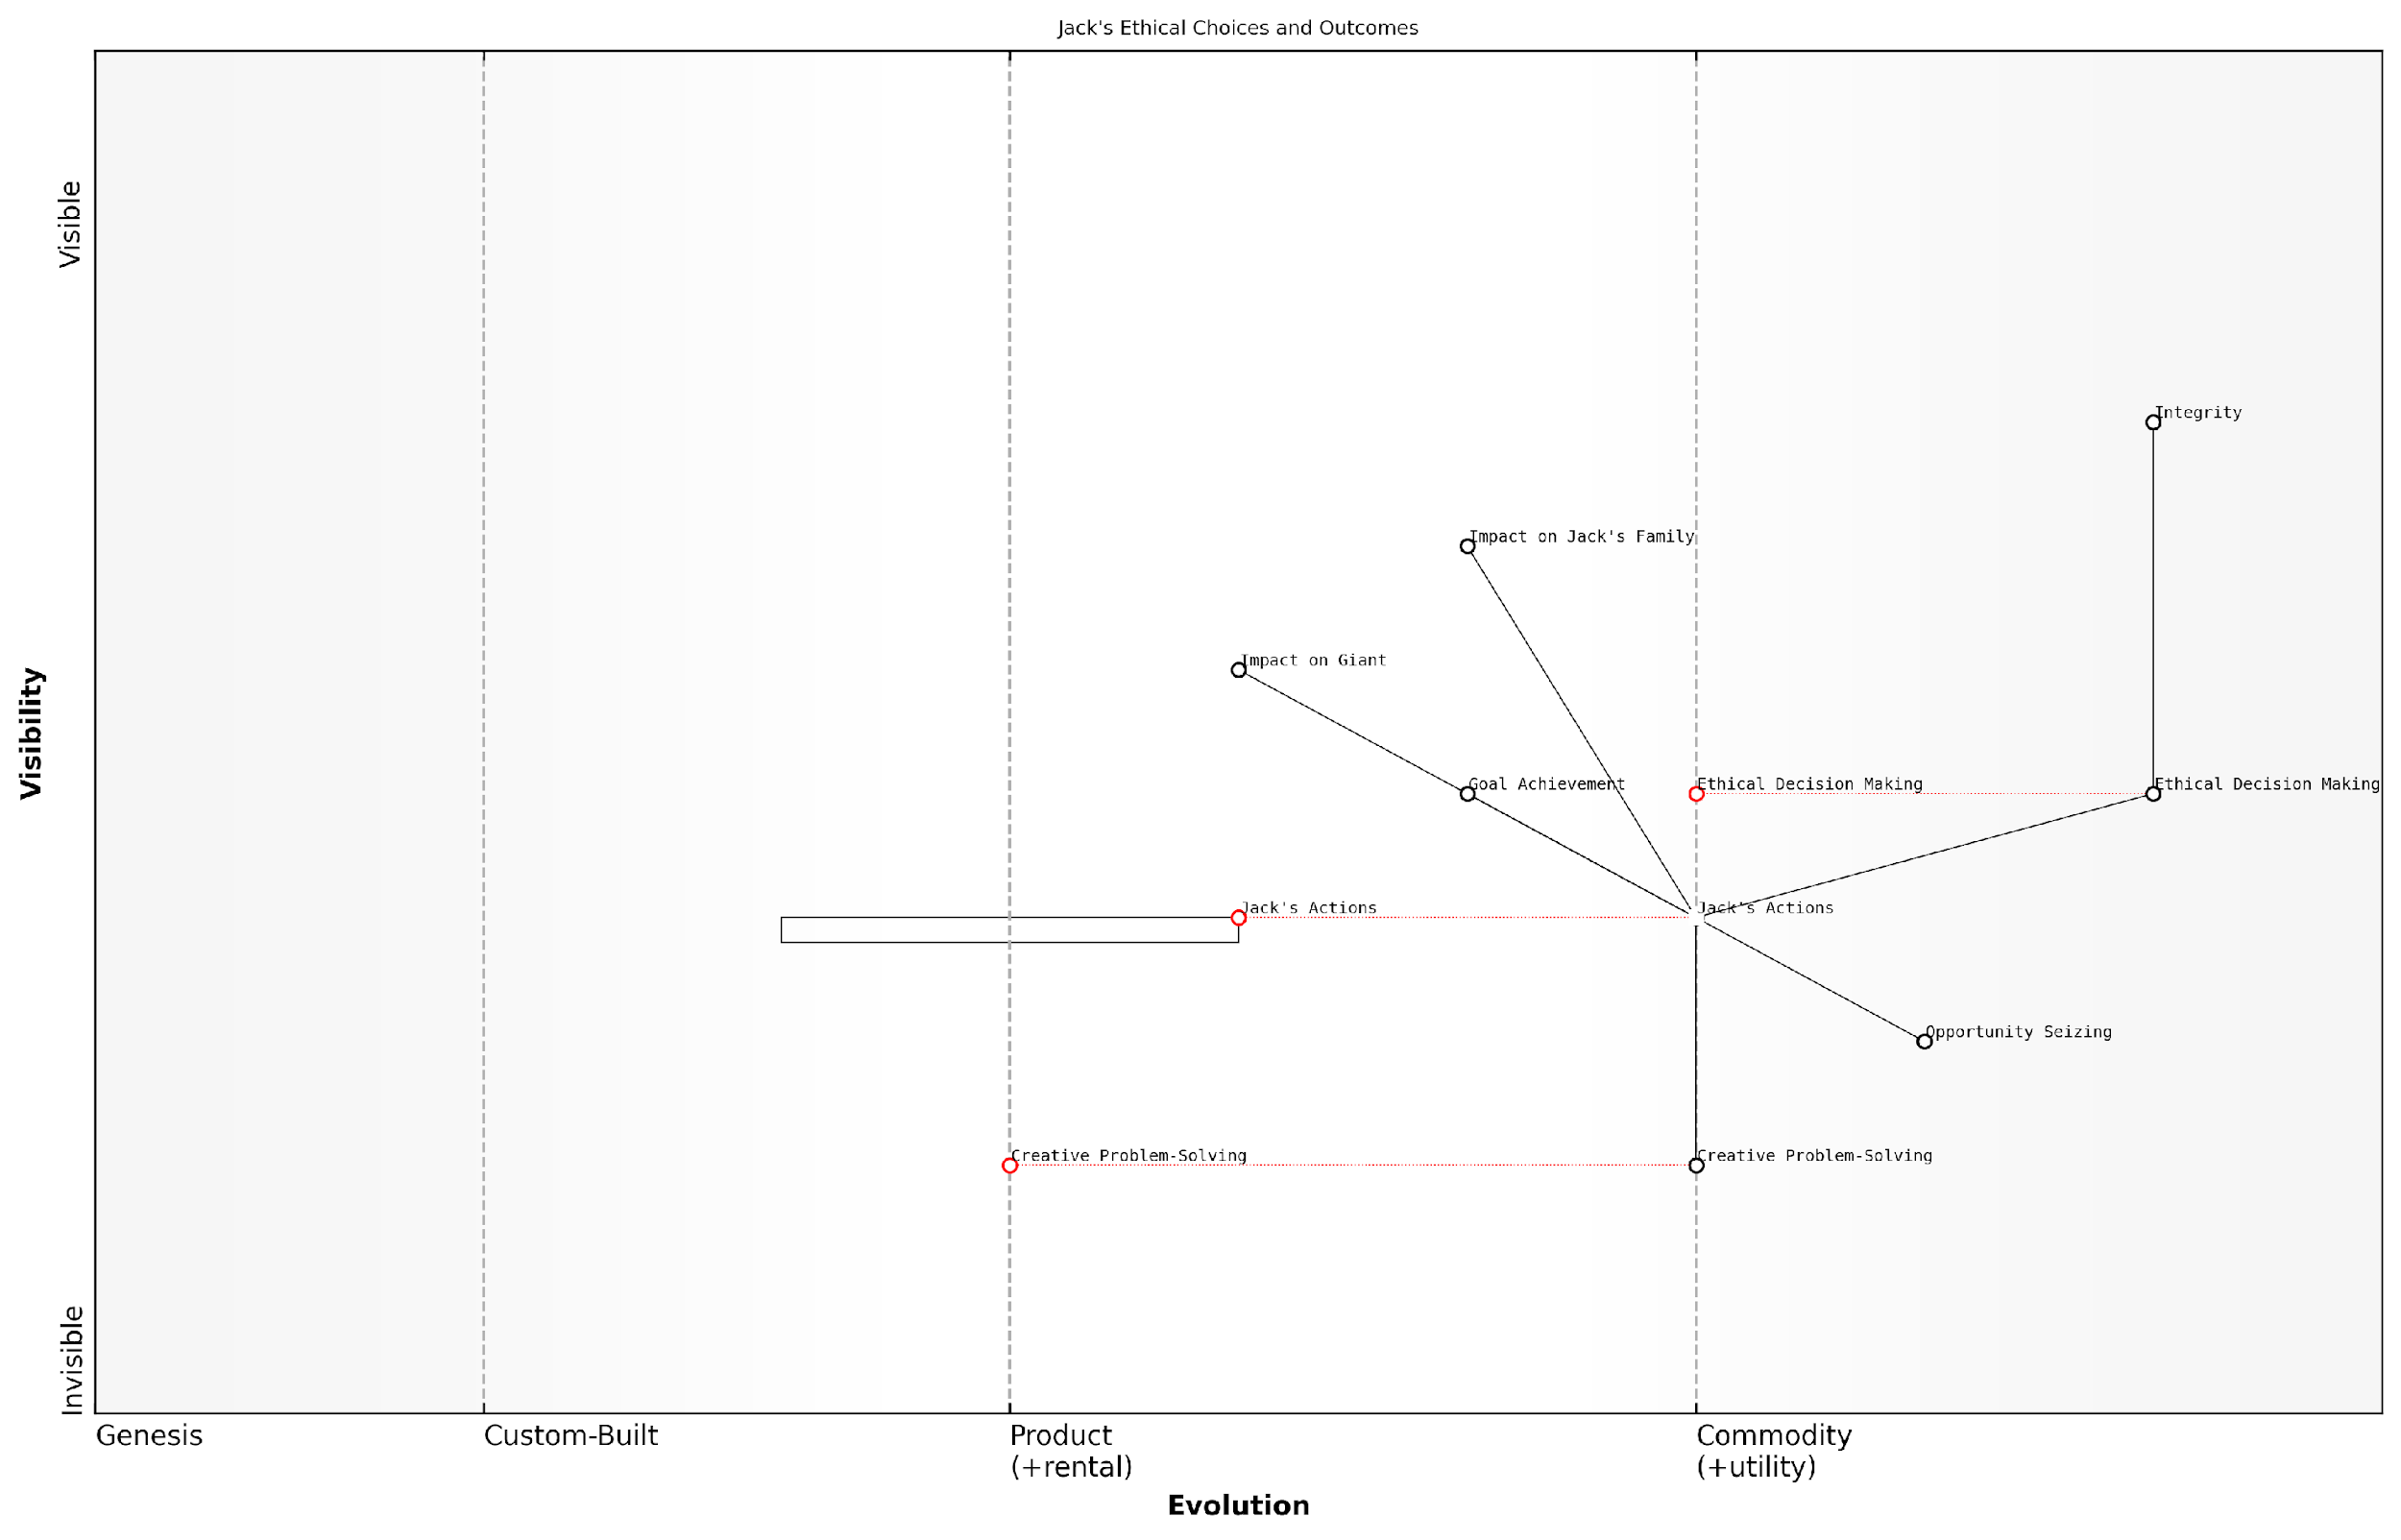 Jack's Ethical Choices and Outcomes
Visible
Visibility
Invisible
Integrity
Impact on Jack's Family
Impact on Giant
Goal Achievement
Ethical Decision Making
Ethical Decision Making
Jack's Actions
Jack's Actions
Opportunity Seizing
Creative Problem-Solving
Creative Problem-Solving
Genesis
Custom-Built
Product
(+rental)
Commodity
(+utility)
Evolution